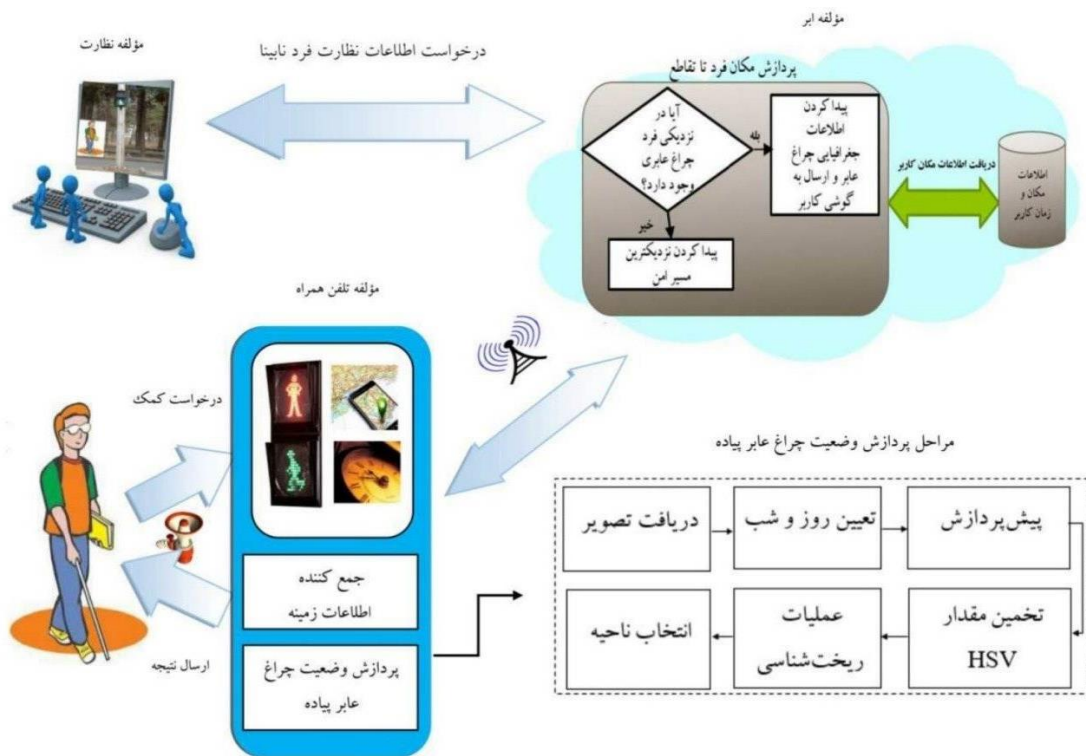 مؤلفه ابر
مؤلفه نظارت
درخواست اطلاعات نظارت فرد نابینا
پردازش مکان فرد تا تقاطع
آیا در
نزدیکی فرد
چراغ عابری
وجود دارد؟
بله
پیدا کردن
اطلاعات
جغرافیایی چراغ
عابر و ارسال به
گوشی کاربر
خیر
پیدا کردن نزدیکترین
مسیر امن
دریافت اطلاعات مکان کاربر
اطلاعات
مکان و
زمان کاربر
مؤلفه تلفن همراه
درخواست کمک
ارسال نتیجه
جمع کننده
اطلاعات زمینه
پردازش وضعیت چراغ
عابر پیاده
مراحل پردازش وضعیت چراغ عابر پیاده
دریافت تصویر
تعیین روز و شب
پیش‌پردازش
تخمین مقدار
HSV
عملیات
ریخت‌شناسی
انتخاب ناحیه